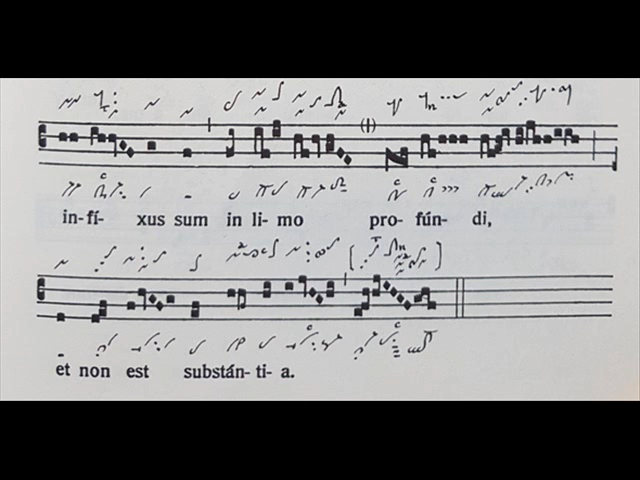 in-fí- xus sum in li- mo pro- fún- di,
et non est substán- ti- a.